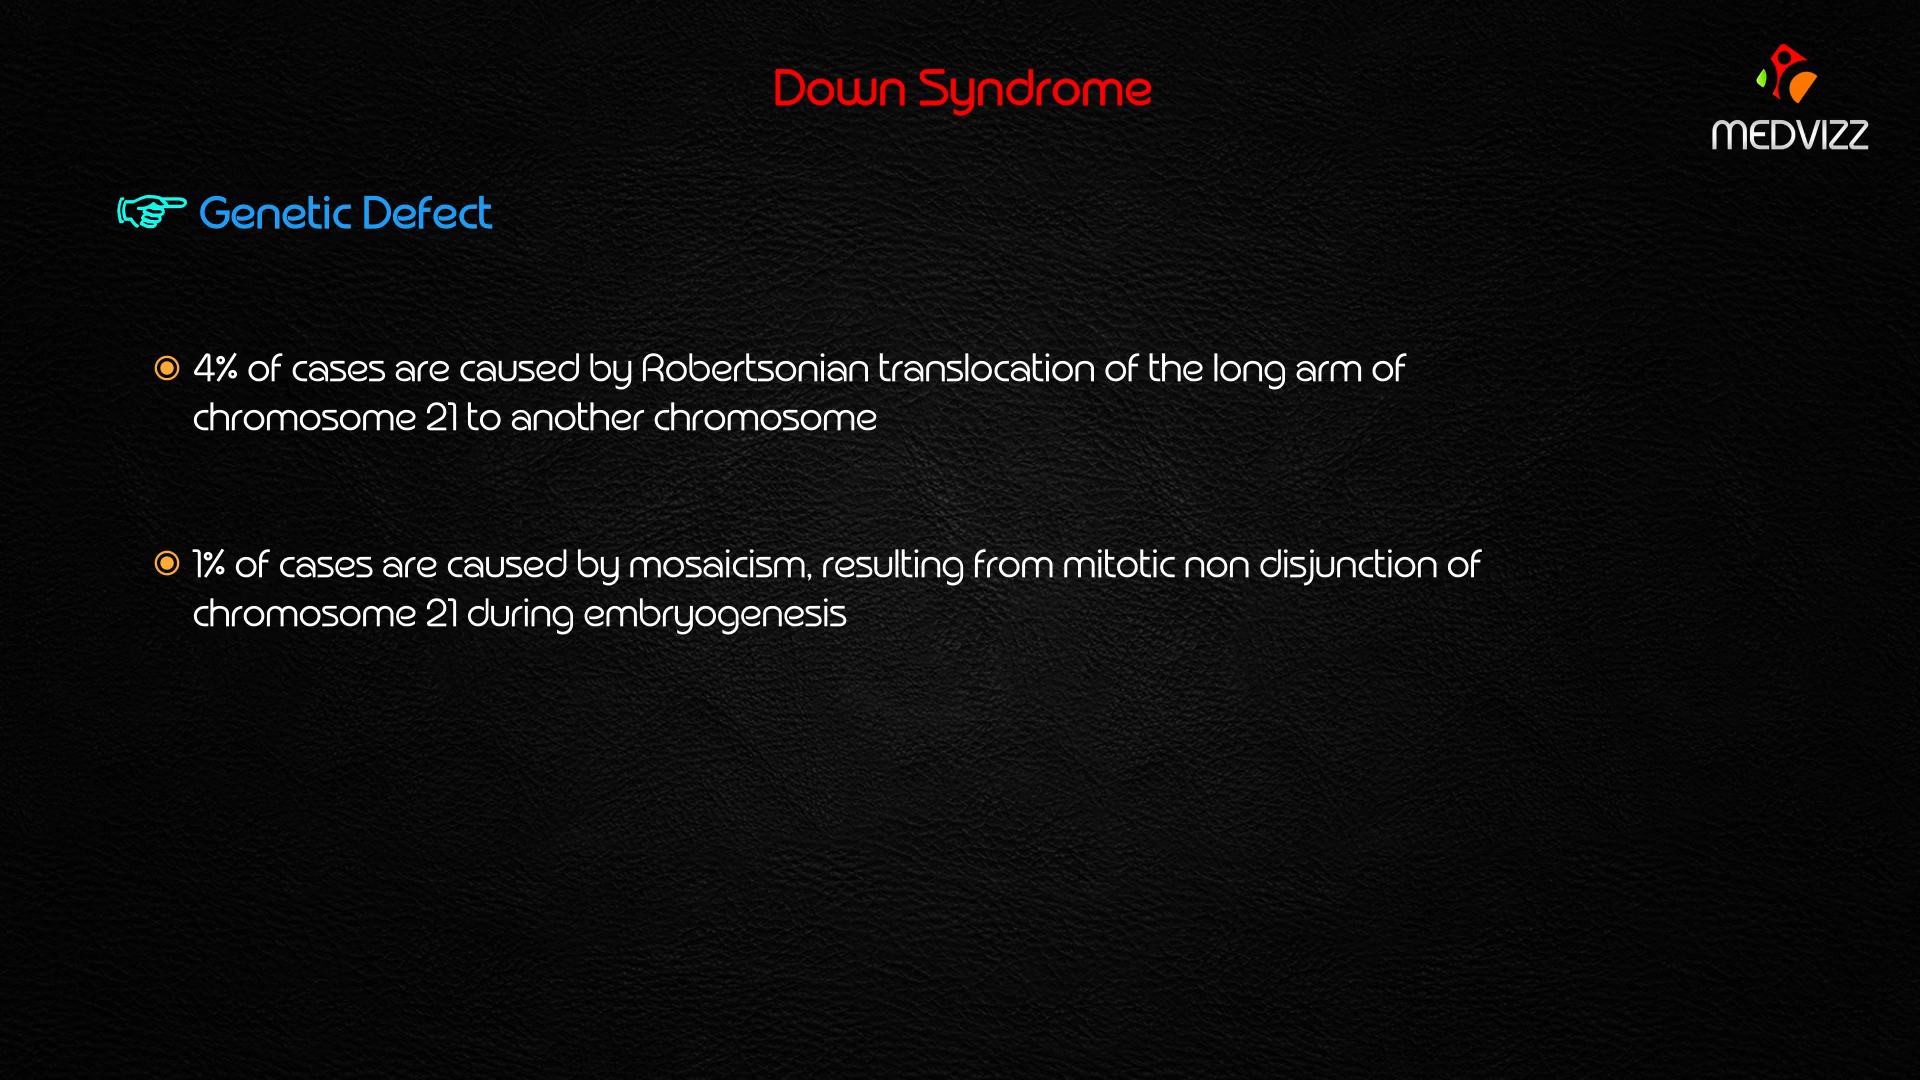 Down Syndrome
MEDVIZZ
Genetic Defect
4% of cases are caused by Robertsonian translocation of the long arm of
chromosome 21 to another chromosome
1% of cases are caused by mosaicism, resulting from mitotic non disjunction of
chromosome 21 during embryogenesis